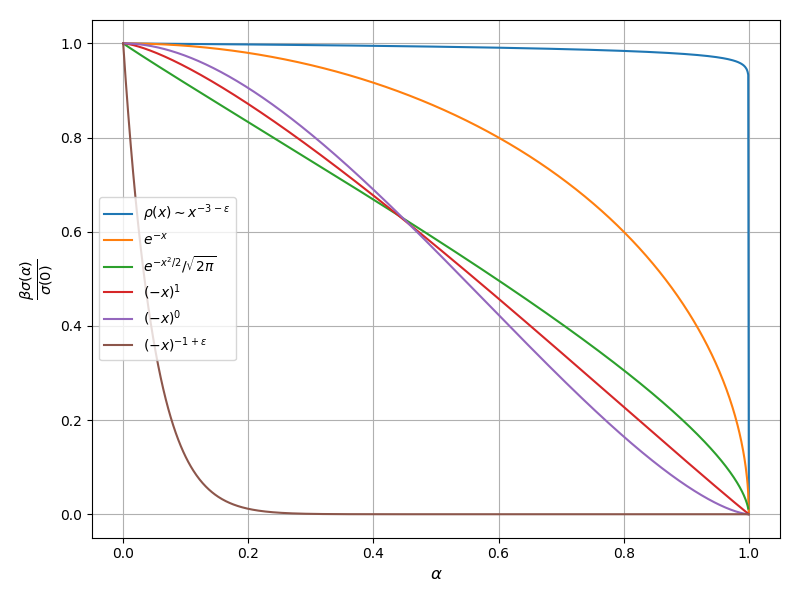 1.0
0.8
0.6
0.4
0.2
0.0
βσ(α)
σ(0)
ρ(x) ~ x^{-3-ε}
e^{-x}
e^{-x²/2}/√2π
(−x)¹
(−x)⁰
(−x)^{-1+ε}
0.0 0.2 0.4 0.6 0.8 1.0
α